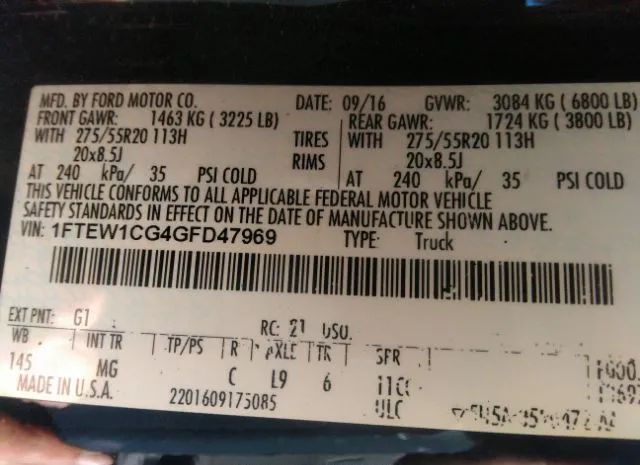 MFD. BY FORD MOTOR CO. DATE: 09/16 GVWR: 3084 KG ( 6800 LB)
FRONT GAWR: 1463 KG ( 3225 LB) REAR GAWR: 1724 KG ( 3800 LB)
WITH 275/55R20 113H TIRES WITH 275/55R20 113H
20x8.5J RIMS 20x8.5J
AT 240 kPa/ 35 PSI COLD AT 240 kPa/ 35 PSI COLD
THIS VEHICLE CONFORMS TO ALL APPLICABLE FEDERAL MOTOR VEHICLE
SAFETY STANDARDS IN EFFECT ON THE DATE OF MANUFACTURE SHOWN ABOVE.
VIN: 1FTEW1CG4GFD47969 TYPE: Truck
EXT PNT: G1 RC: 21 DSO:
WB INT TR TP/PS R AXLE TR SPR
145 MG C L9 6
MADE IN U.S.A. 2201609175085 ULC